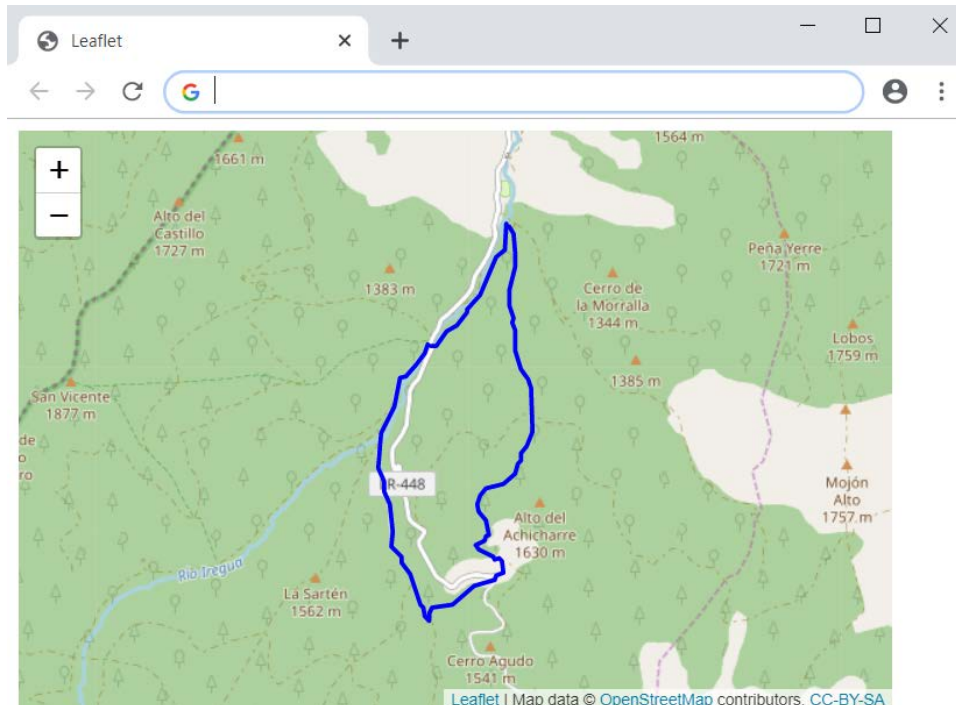 Leaflet
+
−
1564 m
1661 m
Alto del
Castillo
1727 m
Peña Yerre
1721 m
1383 m
Cerro de
la Morralla
1344 m
Lobos
1759 m
1385 m
San Vicente
1877 m
de
o
ro
R-448
Mojón
Alto
1757 m
Alto del
Achicharre
1630 m
Río Iregua
La Sartén
1562 m
Cerro Agudo
1541 m
Leaflet | Map data © OpenStreetMap contributors, CC-BY-SA